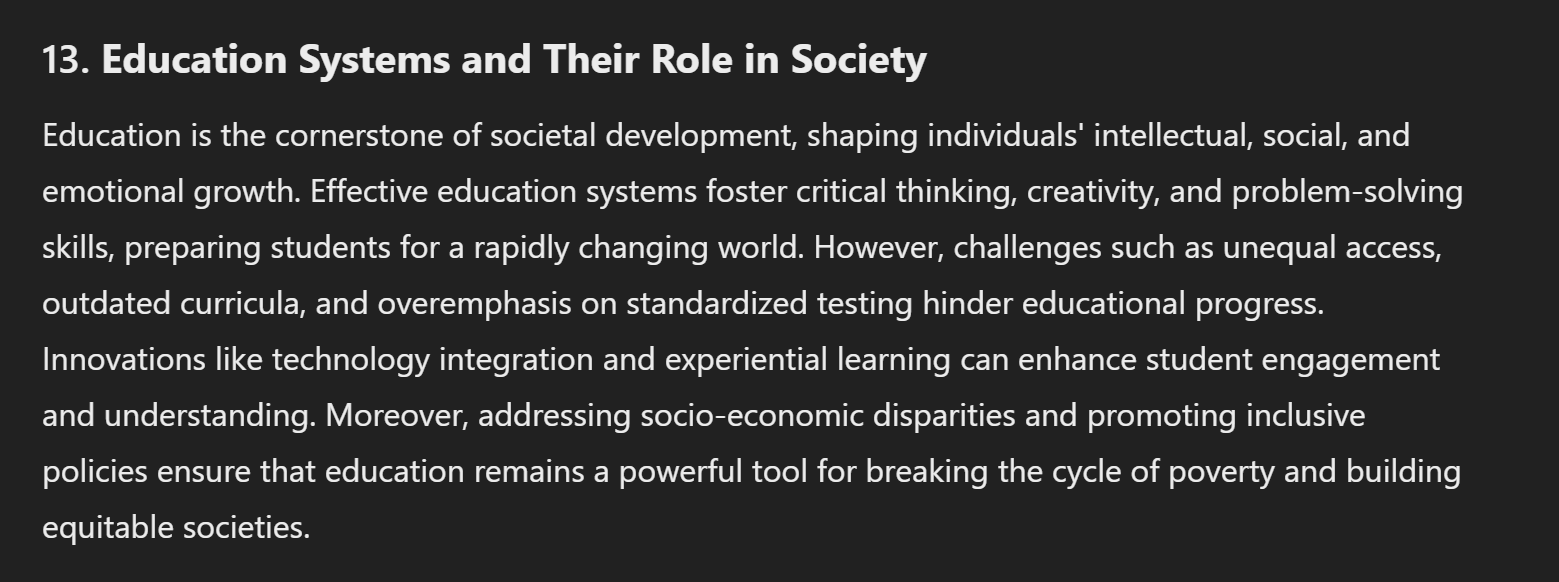 13. Education Systems and Their Role in Society
Education is the cornerstone of societal development, shaping individuals' intellectual, social, and
emotional growth. Effective education systems foster critical thinking, creativity, and problem-solving
skills, preparing students for a rapidly changing world. However, challenges such as unequal access,
outdated curricula, and overemphasis on standardized testing hinder educational progress.
Innovations like technology integration and experiential learning can enhance student engagement
and understanding. Moreover, addressing socio-economic disparities and promoting inclusive
policies ensure that education remains a powerful tool for breaking the cycle of poverty and building
equitable societies.